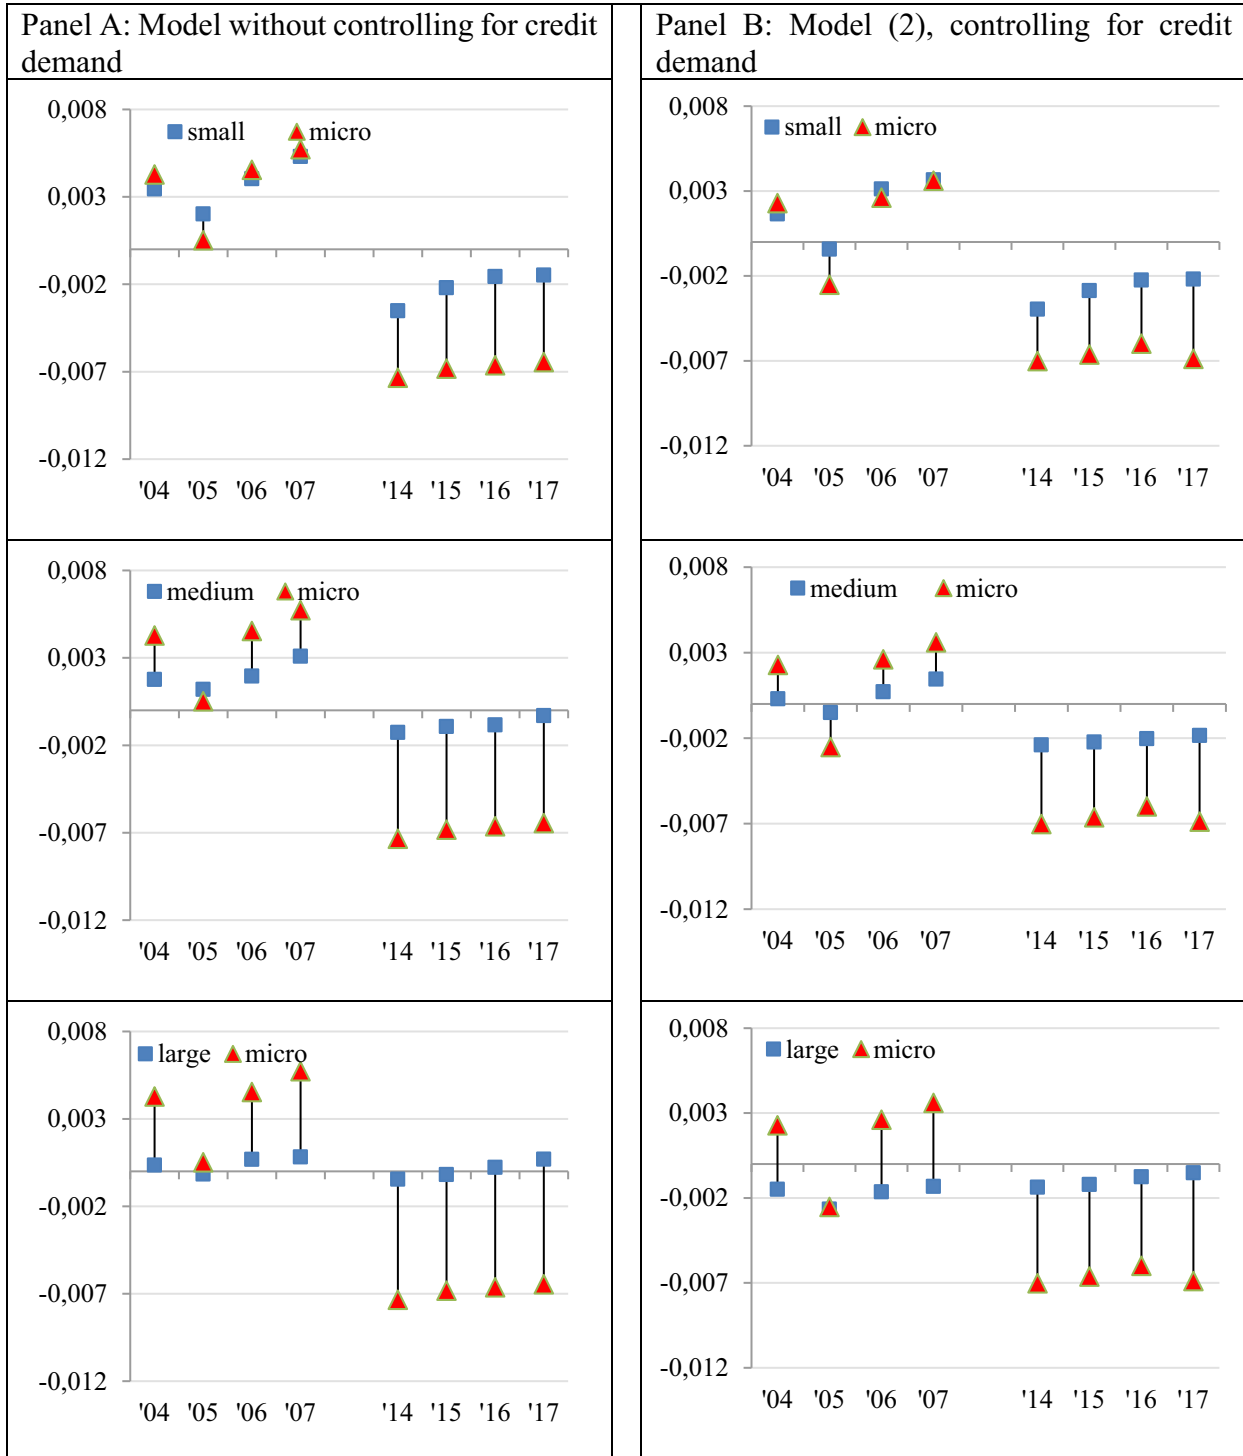 Panel A: Model without controlling for credit
demand
Panel B: Model (2), controlling for credit
demand
0,008
small micro
0,003
-0,002
-0,007
-0,012
'04 '05 '06 '07 '14 '15 '16 '17
0,008
small micro
0,003
-0,002
-0,007
-0,012
'04 '05 '06 '07 '14 '15 '16 '17
0,008
medium micro
0,003
-0,002
-0,007
-0,012
'04 '05 '06 '07 '14 '15 '16 '17
0,008
medium micro
0,003
-0,002
-0,007
-0,012
'04 '05 '06 '07 '14 '15 '16 '17
0,008
large micro
0,003
-0,002
-0,007
-0,012
'04 '05 '06 '07 '14 '15 '16 '17
0,008
large micro
0,003
-0,002
-0,007
-0,012
'04 '05 '06 '07 '14 '15 '16 '17